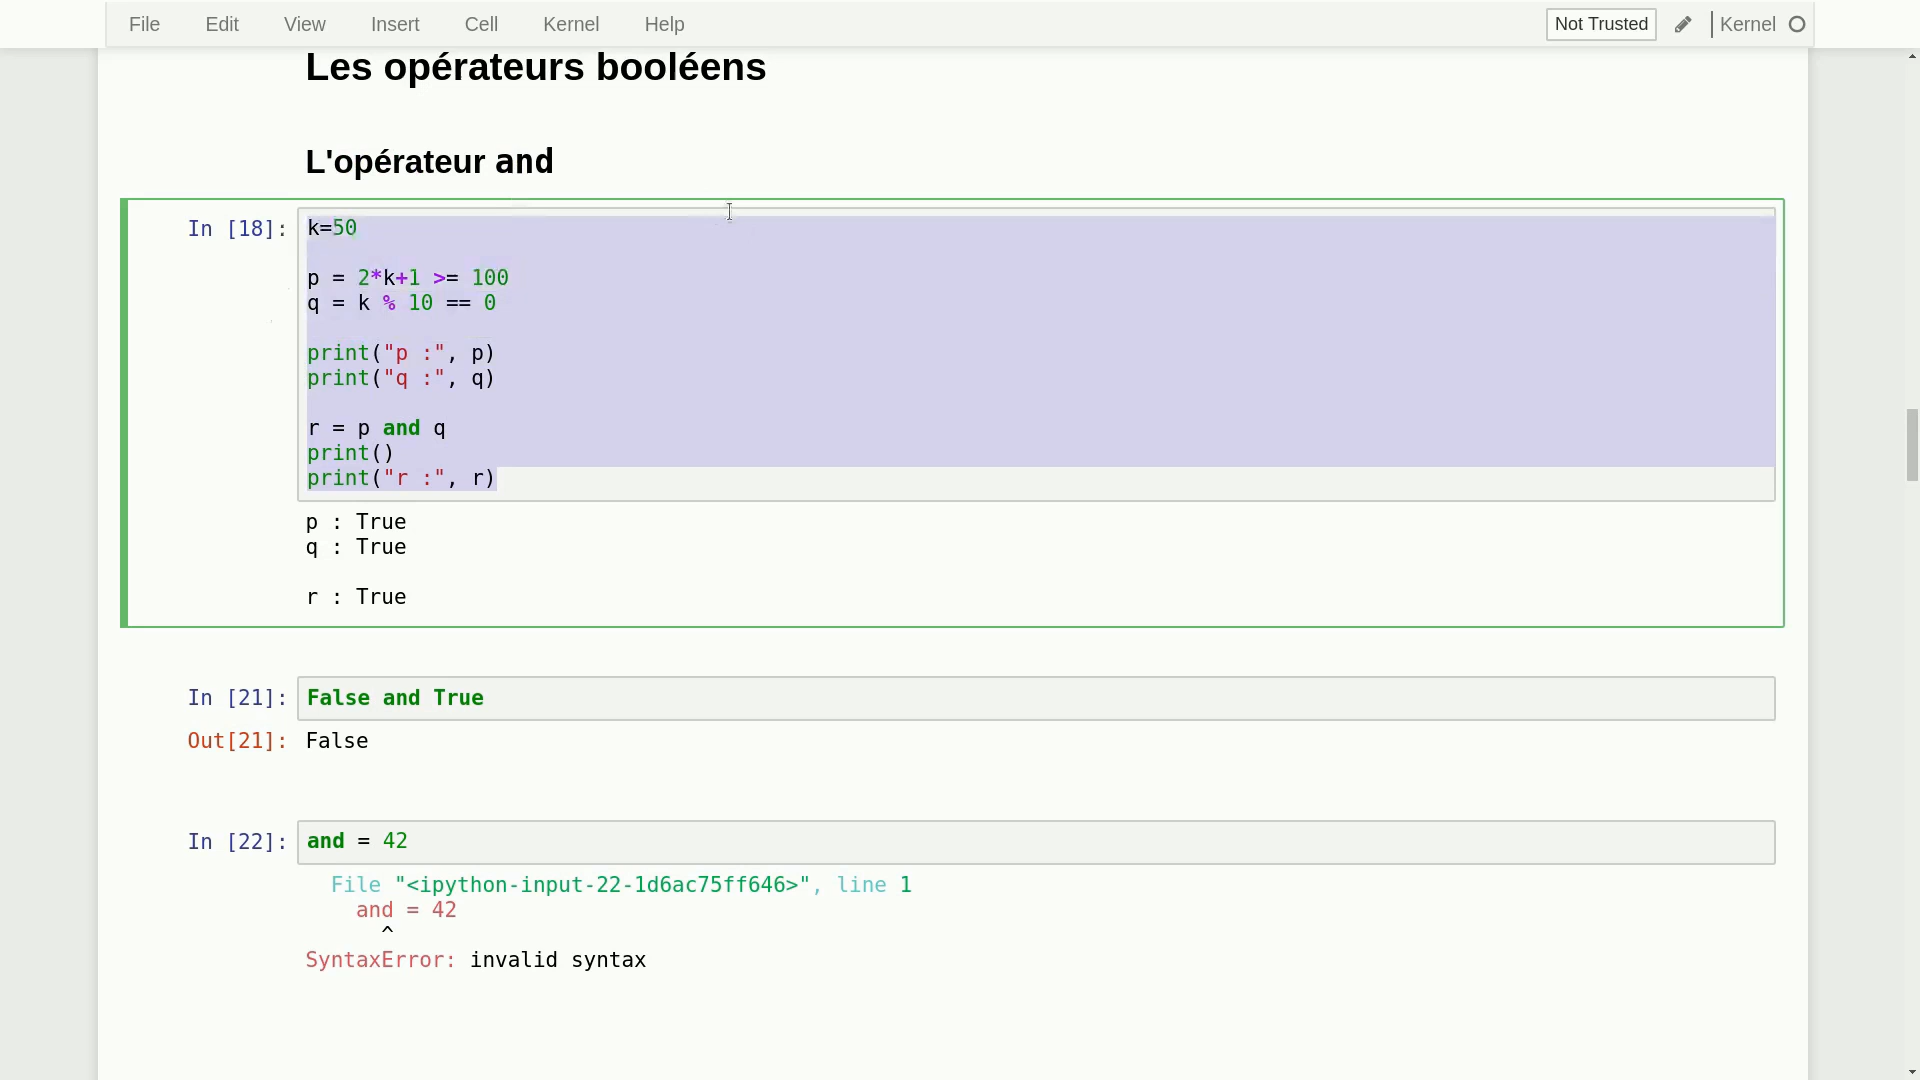 File Edit View Insert Cell Kernel Help Not Trusted Kernel
Les opérateurs booléens
L'opérateur and
In [18]: k=50
p = 2*k+1 >= 100
q = k % 10 == 0
print("p :", p)
print("q :", q)
r = p and q
print()
print("r :", r)
p : True
q : True
r : True
In [21]: False and True
Out[21]: False
In [22]: and = 42
File "<ipython-input-22-1d6ac75ff646>", line 1
and = 42
^
SyntaxError: invalid syntax